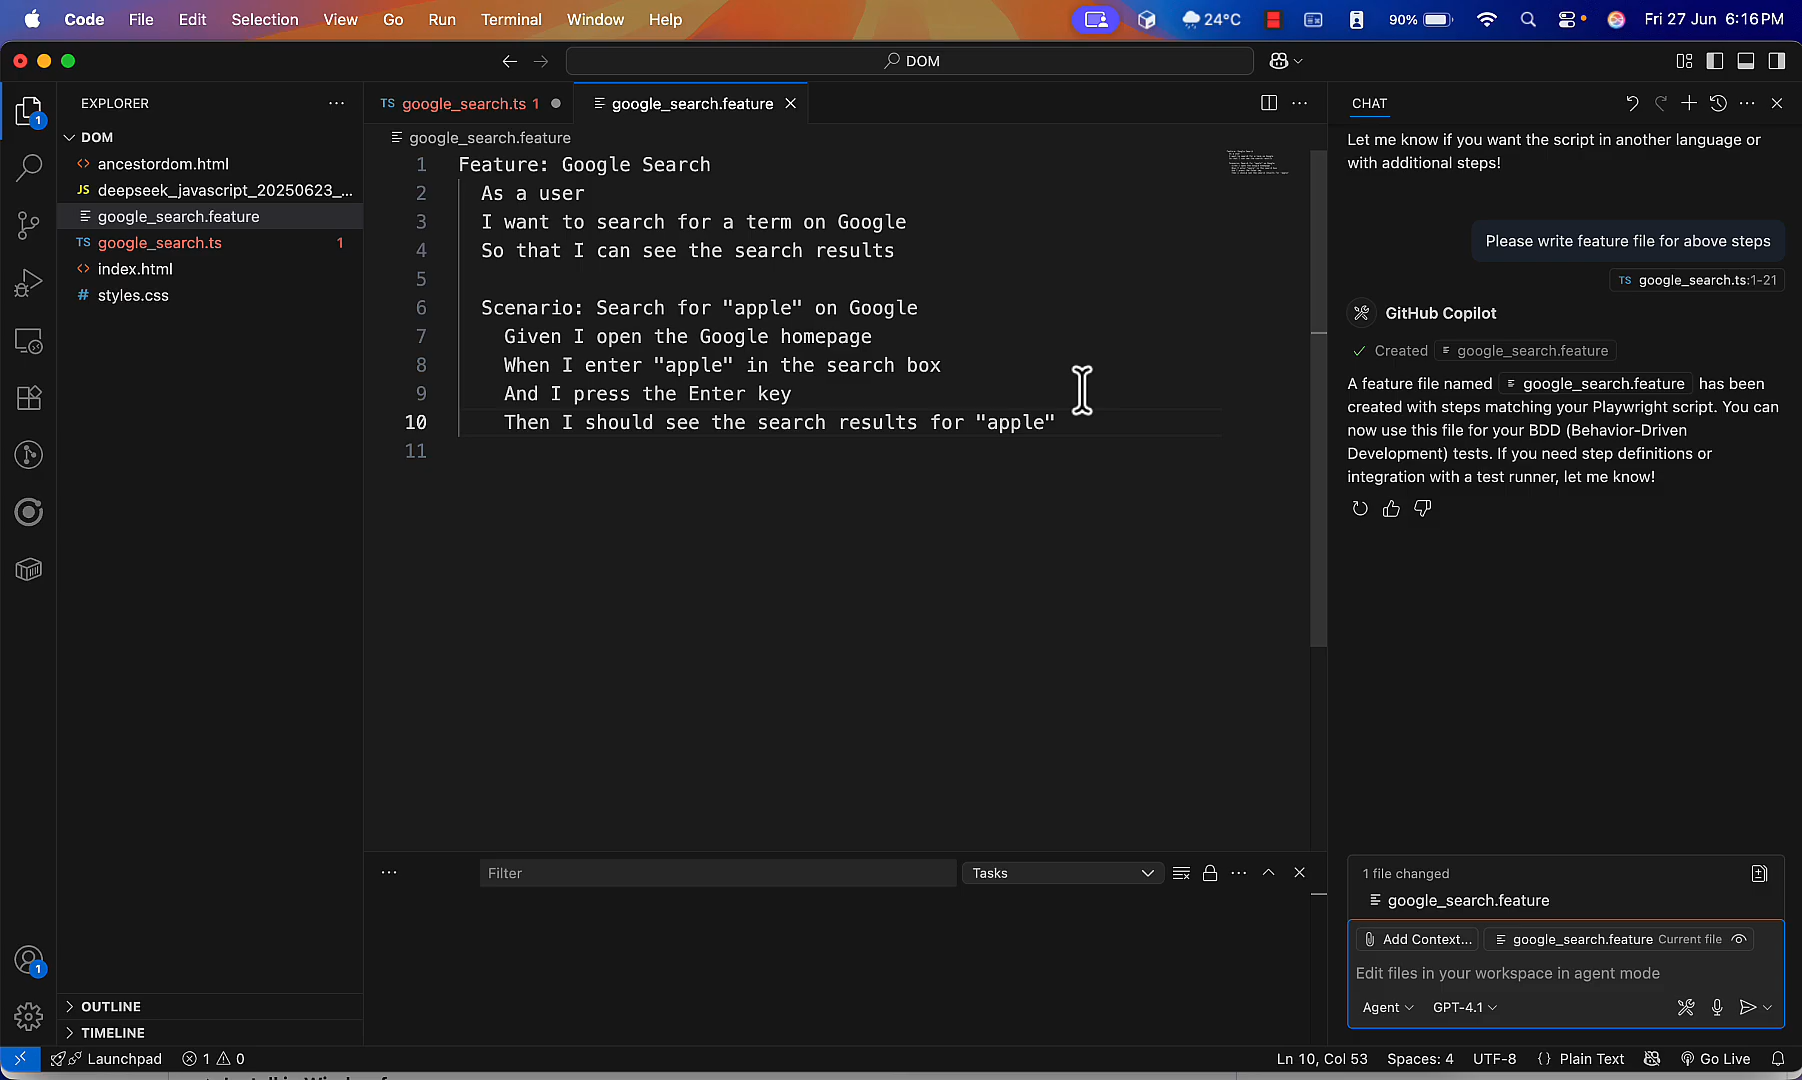 Code File Edit Selection View Go Run Terminal Window Help
24°C 90% Fri 27 Jun 6:16 PM
DOM
EXPLORER
DOM
ancestordom.html
JS deepseek_javascript_20250623_...
google_search.feature
TS google_search.ts 1
index.html
# styles.css
OUTLINE
TIMELINE
1
1
TS google_search.ts 1
google_search.feature
google_search.feature
1 Feature: Google Search
2 As a user
3 I want to search for a term on Google
4 So that I can see the search results
5
6 Scenario: Search for "apple" on Google
7 Given I open the Google homepage
8 When I enter "apple" in the search box
9 And I press the Enter key
10 Then I should see the search results for "apple"
11
Filter Tasks
CHAT
Let me know if you want the script in another language or
with additional steps!
Please write feature file for above steps
TS google_search.ts:1-21
GitHub Copilot
Created google_search.feature
A feature file named google_search.feature has been
created with steps matching your Playwright script. You can
now use this file for your BDD (Behavior-Driven
Development) tests. If you need step definitions or
integration with a test runner, let me know!
1 file changed
google_search.feature
Add Context... google_search.feature Current file
Edit files in your workspace in agent mode
Agent GPT-4.1
Launchpad 1 0 Ln 10, Col 53 Spaces: 4 UTF-8 {} Plain Text Go Live